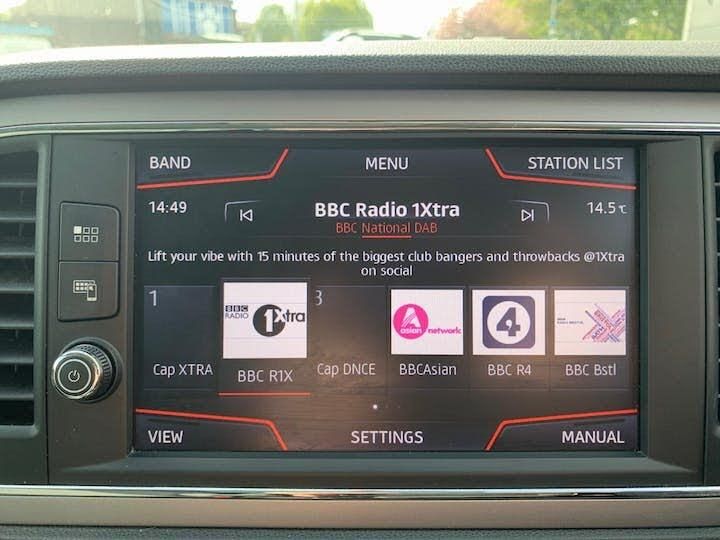 BAND
MENU
STATION LIST
14:49
BBC Radio 1Xtra
14.5℃
BBC National DAB
Lift your vibe with 15 minutes of the biggest club bangers and throwbacks @1Xtra
on social
1
BBC
RADIO
1Xtra
3
asian network
4
Cap XTRA
BBC R1X
Cap DNCE
BBCAsian
BBC R4
BBC Bstl
VIEW
SETTINGS
MANUAL